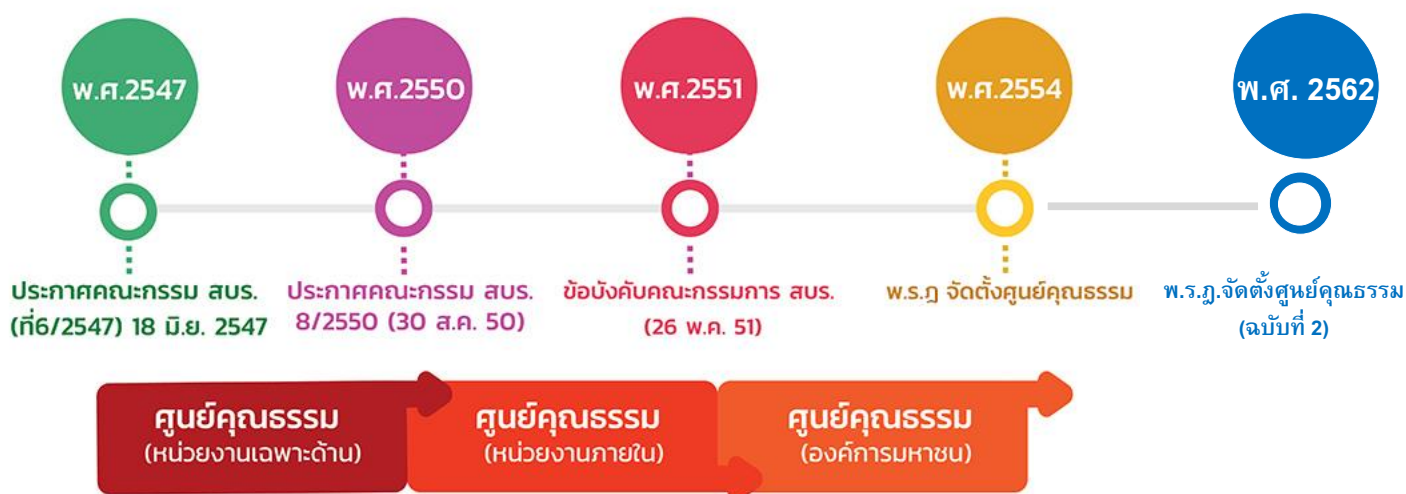 พ.ศ.2547
พ.ศ.2550
พ.ศ.2551
พ.ศ.2554
พ.ศ. 2562
ประกาศคณะกรรม สบร.
(ที่6/2547) 18 มิ.ย. 2547
ประกาศคณะกรรม สบร.
8/2550 (30 ส.ค. 50)
ข้อบังคับคณะกรรมการ สบร.
(26 พ.ค. 51)
พ.ร.ฎ จัดตั้งศูนย์คุณธรรม
พ.ร.ฎ.จัดตั้งศูนย์คุณธรรม
(ฉบับที่ 2)
ศูนย์คุณธรรม
(หน่วยงานเฉพาะด้าน)
ศูนย์คุณธรรม
(หน่วยงานภายใน)
ศูนย์คุณธรรม
(องค์การมหาชน)